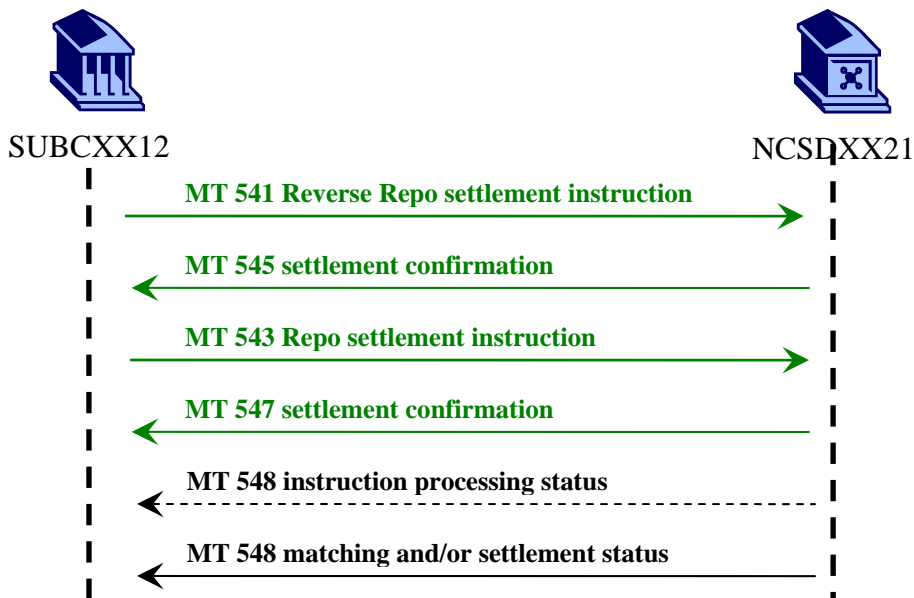 SUBCXX12
NCSDXX21
MT 541 Reverse Repo settlement instruction
MT 545 settlement confirmation
MT 543 Repo settlement instruction
MT 547 settlement confirmation
MT 548 instruction processing status
MT 548 matching and/or settlement status